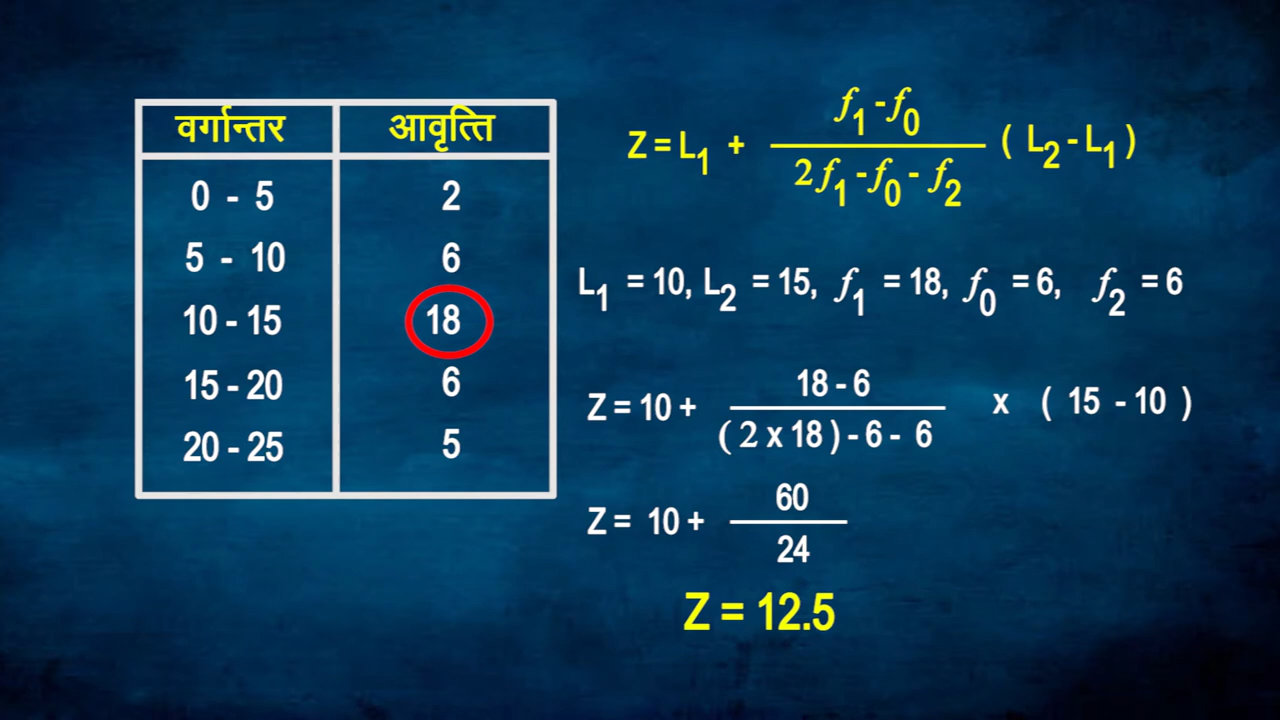 वर्गान्तर आवृत्ति
0 - 5 2
5 - 10 6
10 - 15 18
15 - 20 6
20 - 25 5
Z = L₁ + f₁ - f₀ / 2f₁ - f₀ - f₂ ( L₂ - L₁ )
L₁ = 10, L₂ = 15, f₁ = 18, f₀ = 6, f₂ = 6
Z = 10 + 18 - 6 / ( 2 x 18 ) - 6 - 6 x ( 15 - 10 )
Z = 10 + 60 / 24
Z = 12.5